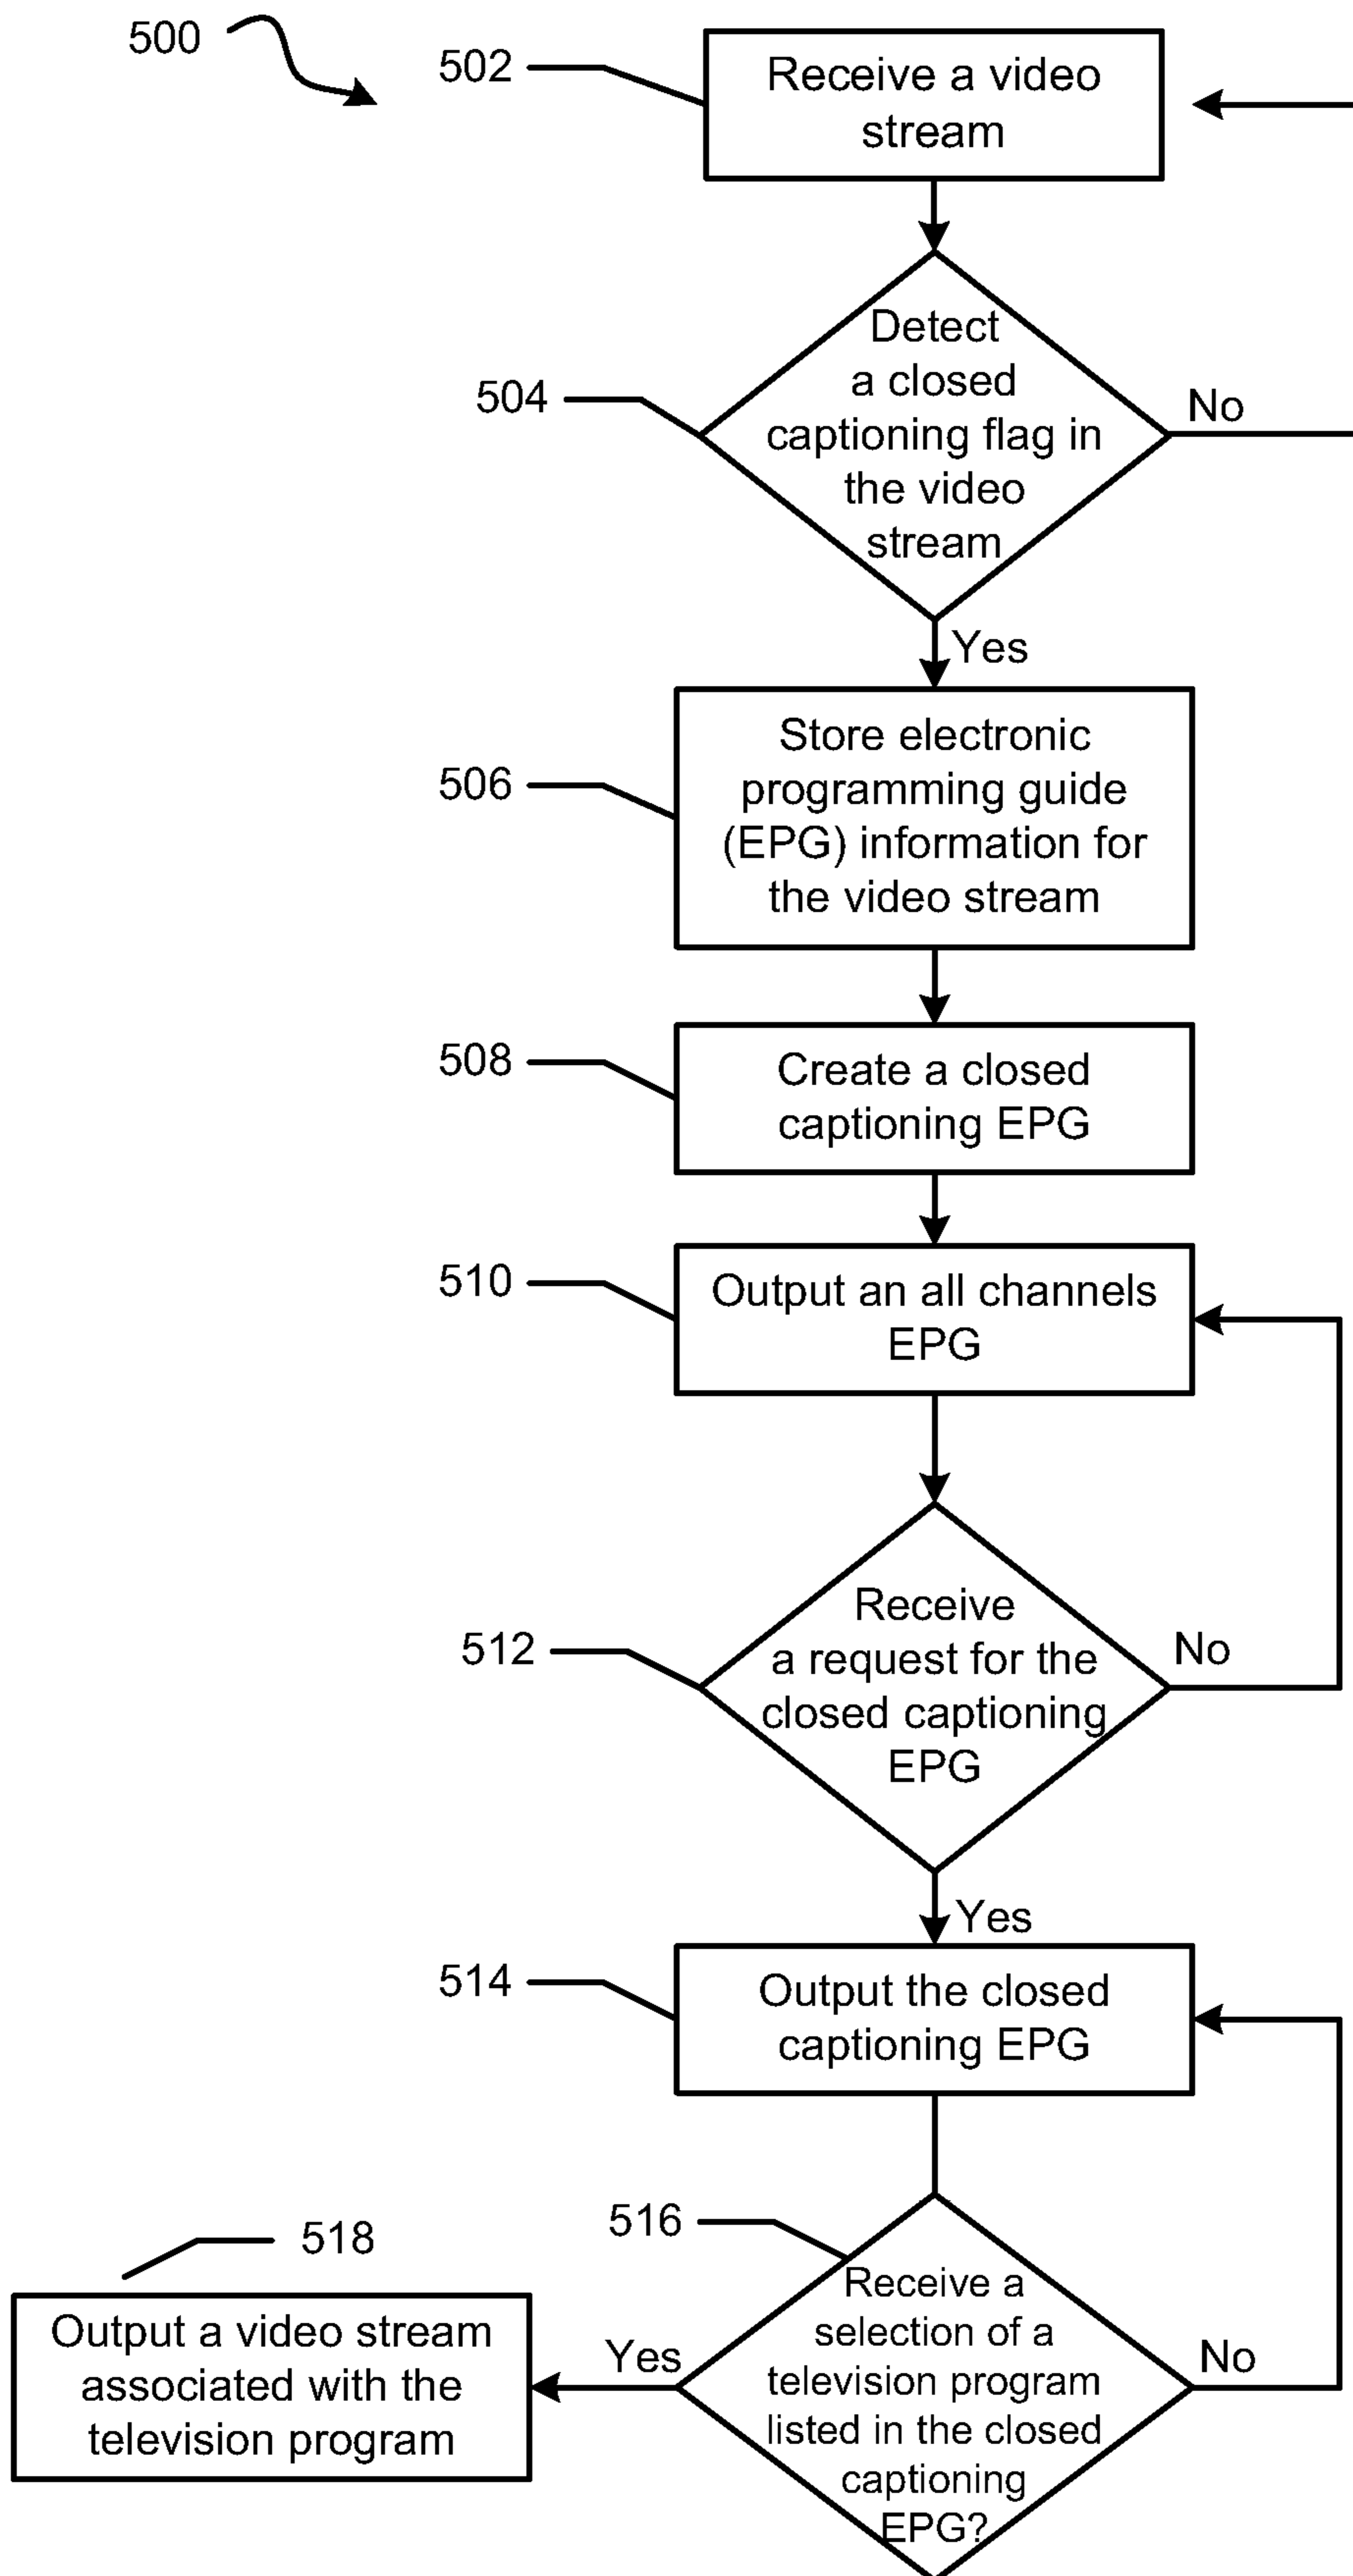 500
502
Receive a video
stream
504
Detect
a closed
captioning flag in
the video
stream
No
Yes
506
Store electronic
programming guide
(EPG) information for
the video stream
508
Create a closed
captioning EPG
510
Output an all channels
EPG
512
Receive
a request for the
closed captioning
EPG
No
Yes
514
Output the closed
captioning EPG
516
Receive a
selection of a
television program
listed in the closed
captioning
EPG?
No
Yes
518
Output a video stream
associated with the
television program